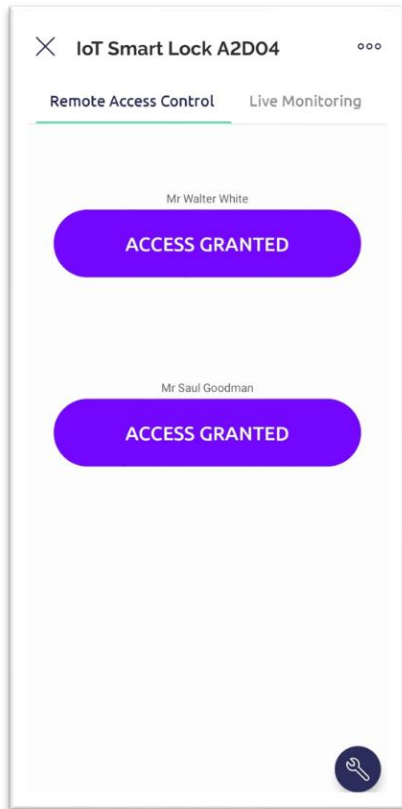 IoT Smart Lock A2D04
Remote Access Control Live Monitoring
Mr Walter White
ACCESS GRANTED
Mr Saul Goodman
ACCESS GRANTED